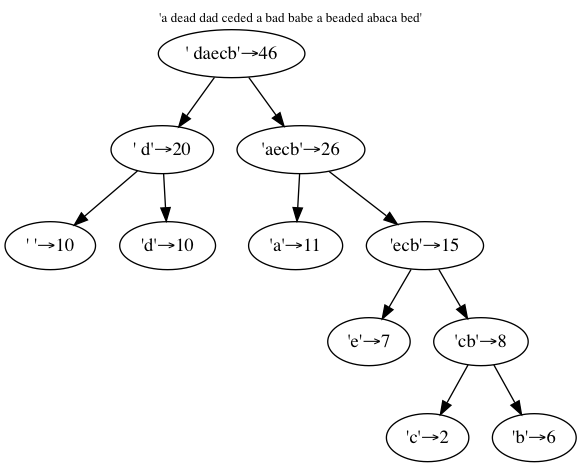 'a dead dad ceded a bad babe a beaded abaca bed'
' daecb'→46
' d'→20
'aecb'→26
' '→10
'd'→10
'a'→11
'ecb'→15
'e'→7
'cb'→8
'c'→2
'b'→6